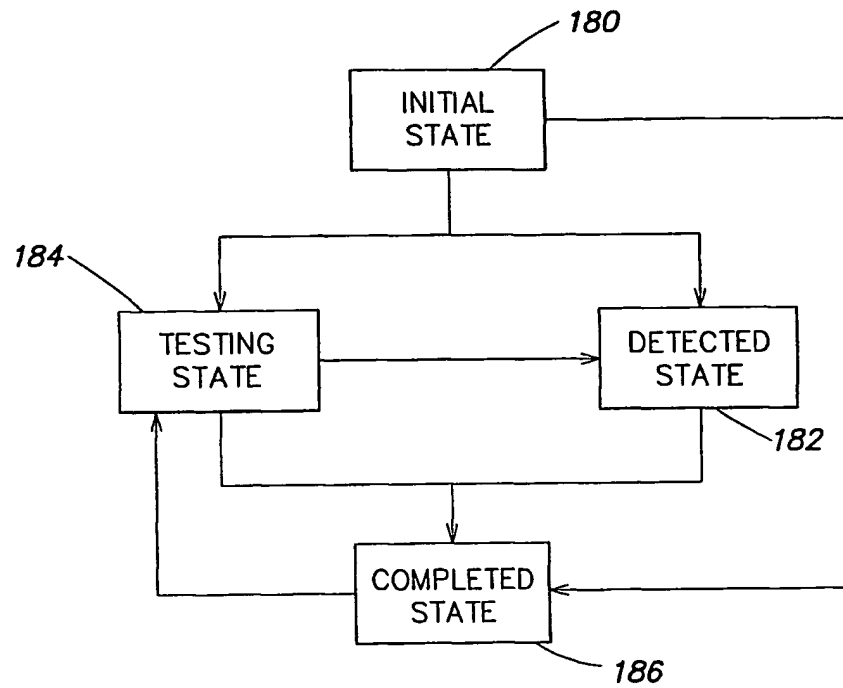 180
INITIAL
STATE
184
TESTING
STATE
DETECTED
STATE
182
COMPLETED
STATE
186